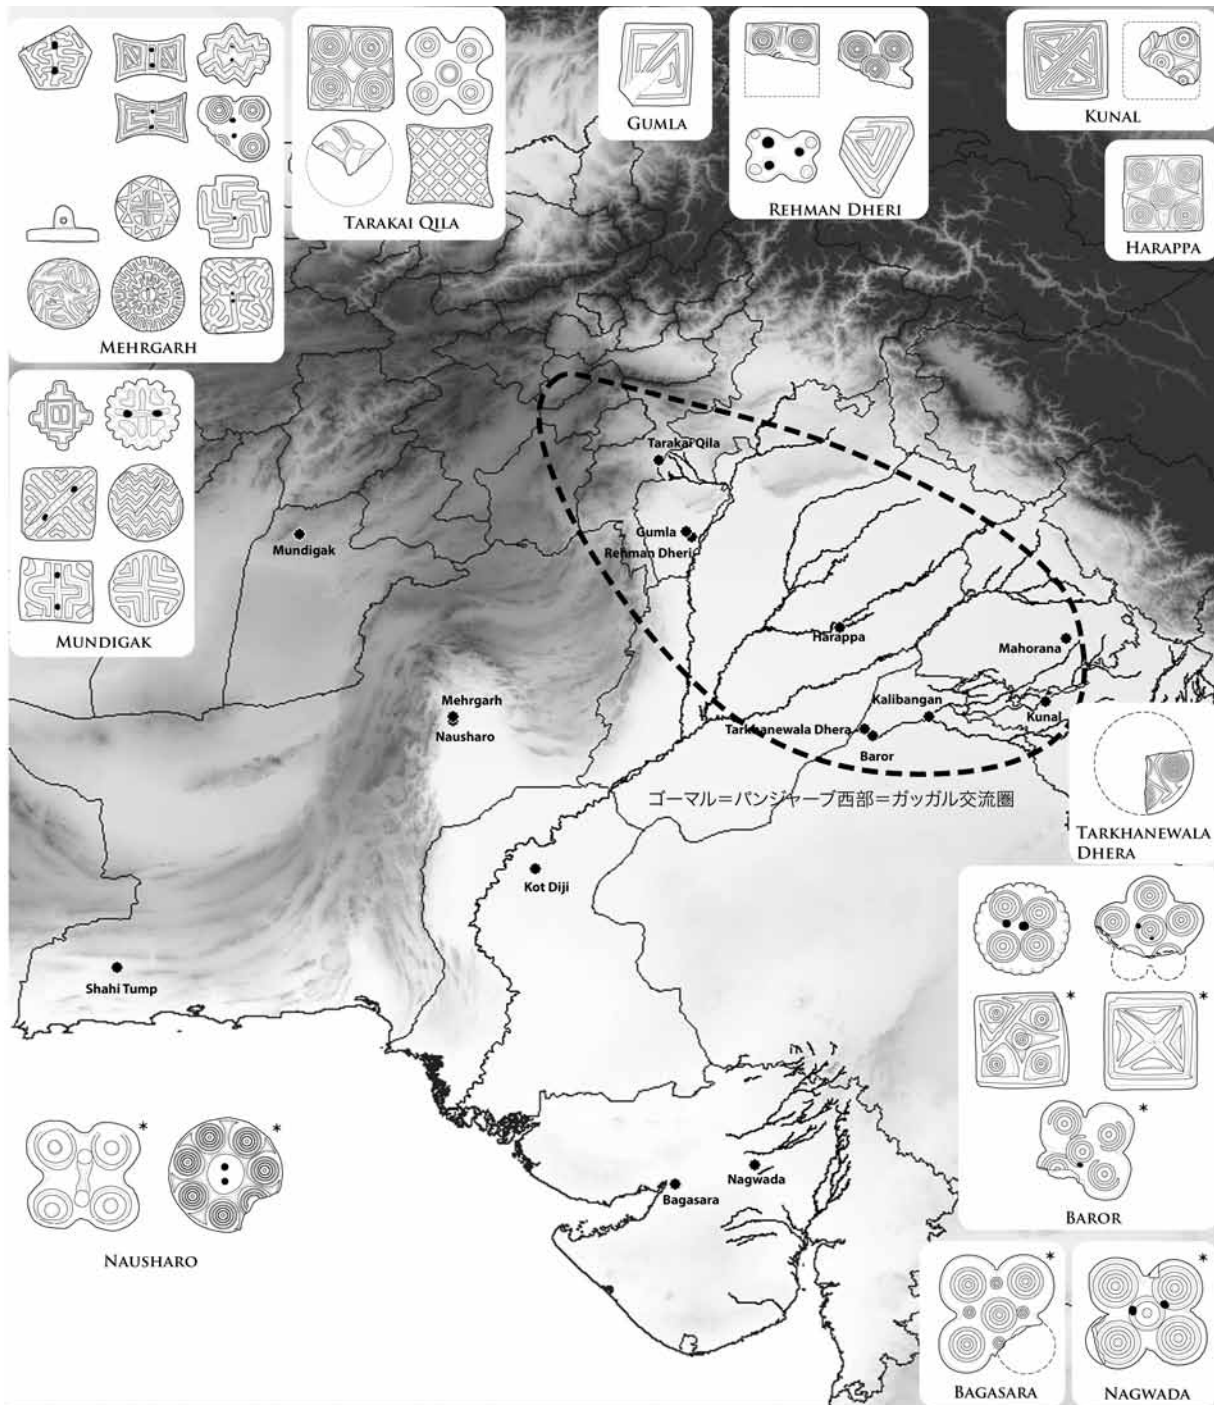 MEHRGARH
TARAKAI QILA
GUMLA
REHMAN DHERI
KUNAL
HARAPPA
MUNDIGAK
Tarakai Qila
Gumla
Rehman Dheri
Mundigak
Harappa
Mahorana
Mehrgarh
Nausharo
Kalibangan
Kunal
Tarkhanewala Dhera
Baror
ゴーマル=パンジャーブ西部=ガッガル交流圏
TARKHANEWALA
DHERA
Kot Diji
Shahi Tump
*
*
*
BAROR
*
*
NAUSHARO
Bagasara
Nagwada
*
BAGASARA
*
NAGWADA